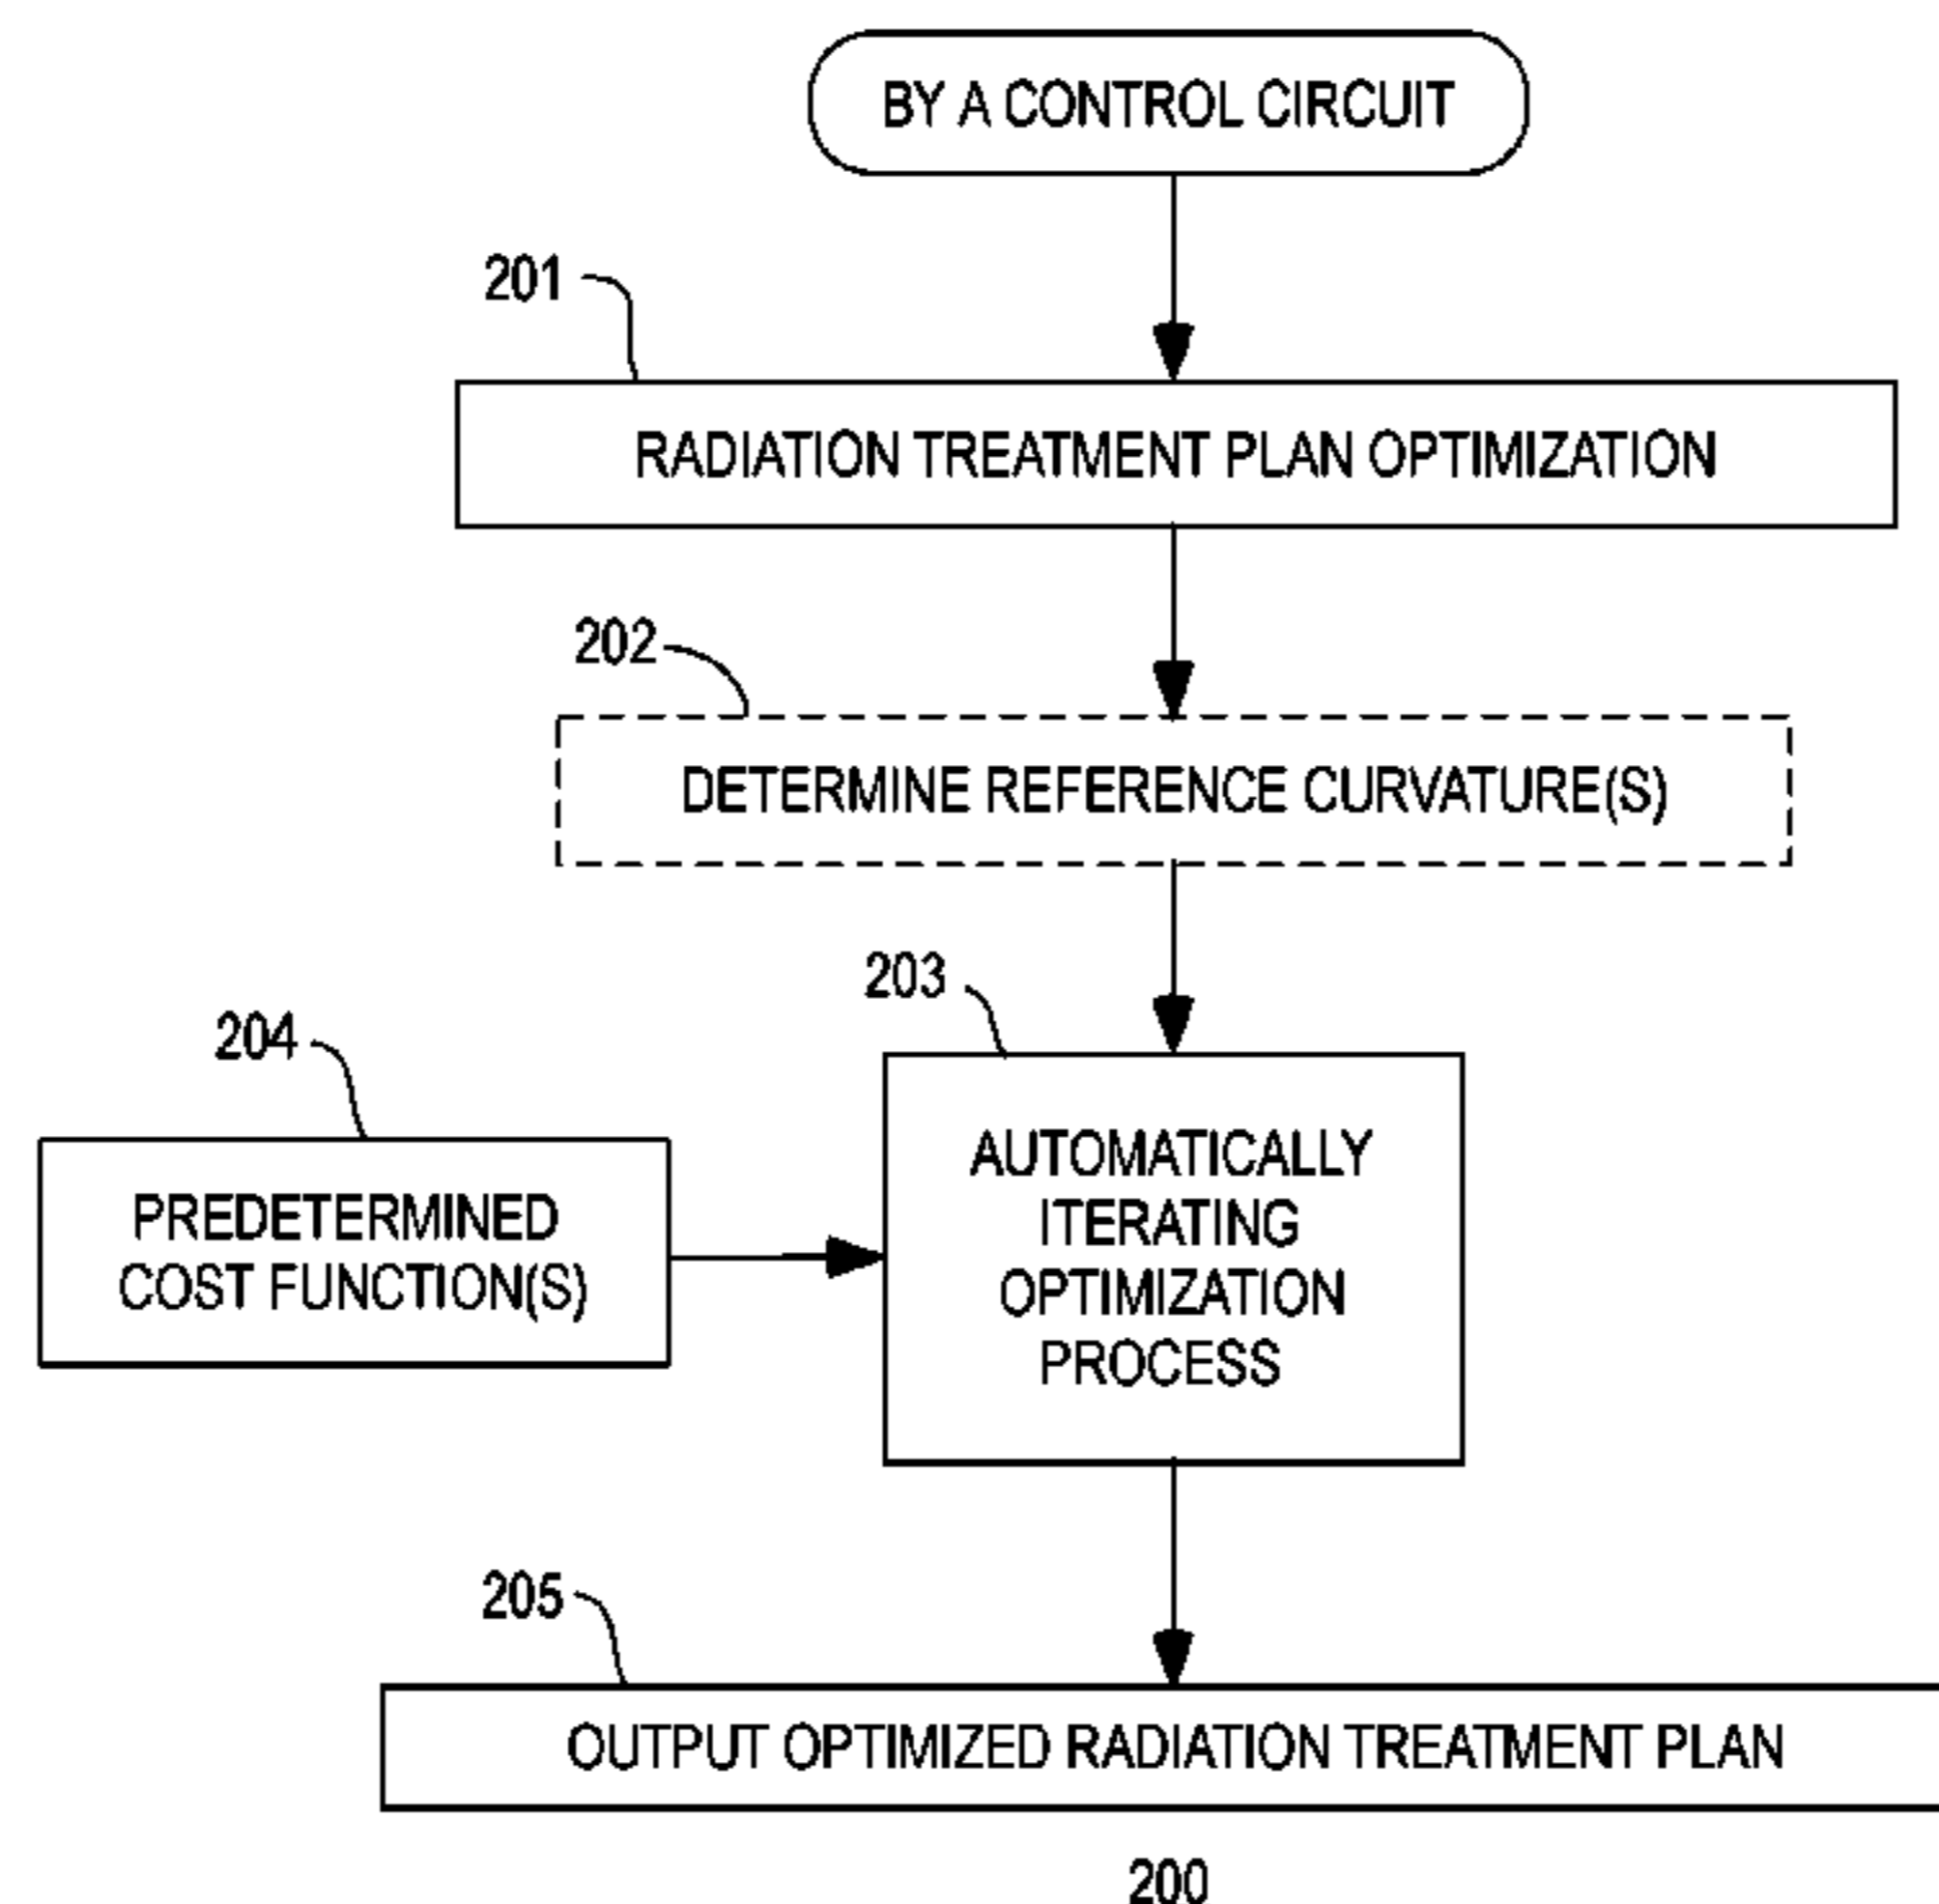 BY A CONTROL CIRCUIT
201
RADIATION TREATMENT PLAN OPTIMIZATION
202
DETERMINE REFERENCE CURVATURE(S)
203
AUTOMATICALLY
ITERATING
OPTIMIZATION
PROCESS
204
PREDETERMINED
COST FUNCTION(S)
205
OUTPUT OPTIMIZED RADIATION TREATMENT PLAN
200